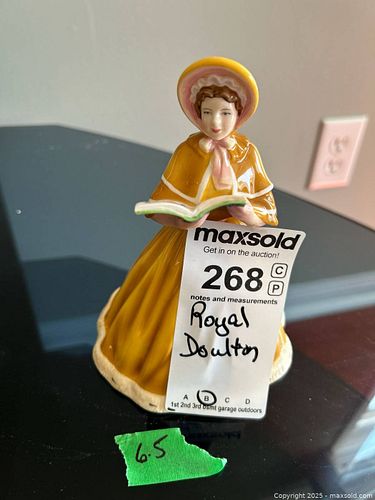 maxsold
Get in on the auction!
268 C
P
notes and measurements
Royal
Doulton
A B C D
1st 2nd 3rd bsmt garage outdoors
6.5
Copyright 2025 - maxsold.com